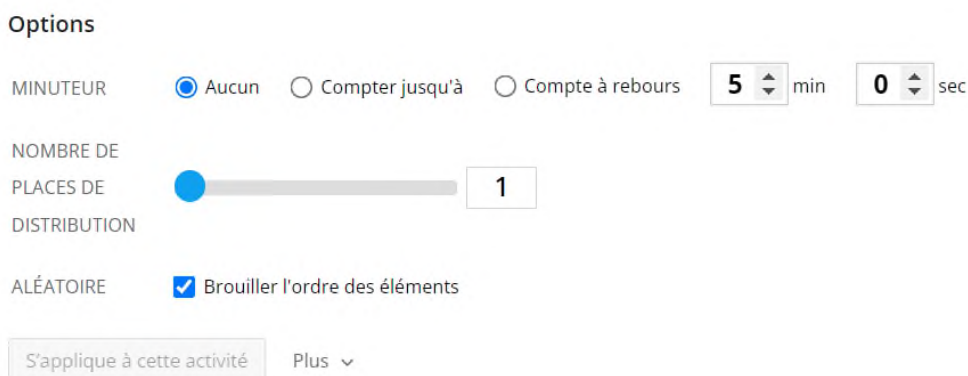 Options
MINUTEUR Aucun Compter jusqu'à Compte à rebours 5 min 0 sec
NOMBRE DE
PLACES DE 1
DISTRIBUTION
ALÉATOIRE Brouiller l'ordre des éléments
S'applique à cette activité Plus